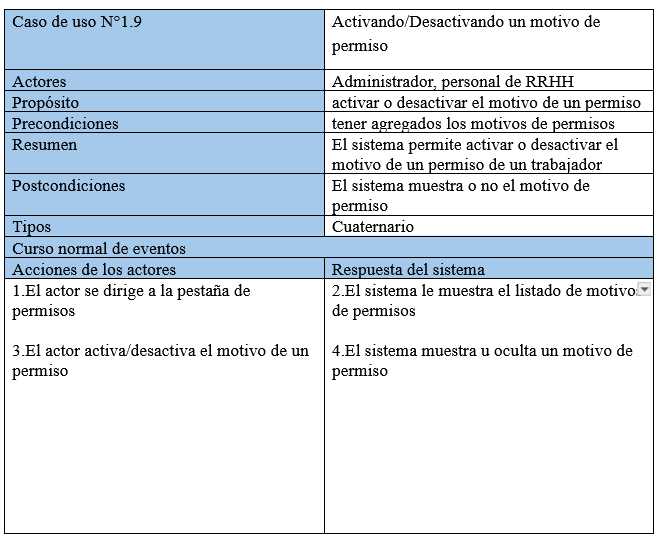 Caso de uso N°1.9
Activando/Desactivando un motivo de
permiso
Actores
Administrador, personal de RRHH
Propósito
activar o desactivar el motivo de un permiso
Precondiciones
tener agregados los motivos de permisos
Resumen
El sistema permite activar o desactivar el
motivo de un permiso de un trabajador
Postcondiciones
El sistema muestra o no el motivo de
permiso
Tipos
Cuaternario
Curso normal de eventos
Acciones de los actores
Respuesta del sistema
1.El actor se dirige a la pestaña de
permisos
2.El sistema le muestra el listado de motivo
de permisos
3.El actor activa/desactiva el motivo de un
permiso
4.El sistema muestra u oculta un motivo de
permiso